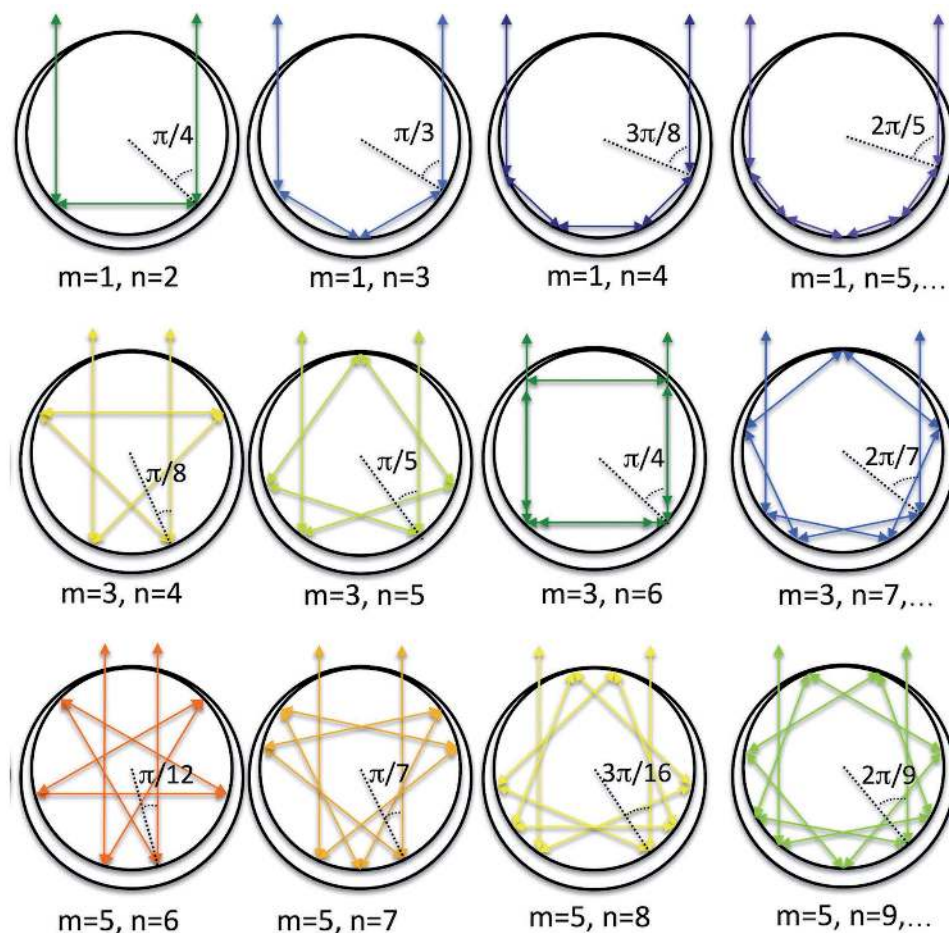 π/4 π/3 3π/8 2π/5
m=1, n=2 m=1, n=3 m=1, n=4 m=1, n=5,...
π/8 π/5 π/4 2π/7
m=3, n=4 m=3, n=5 m=3, n=6 m=3, n=7,...
π/12 π/7 3π/16 2π/9
m=5, n=6 m=5, n=7 m=5, n=8 m=5, n=9,...